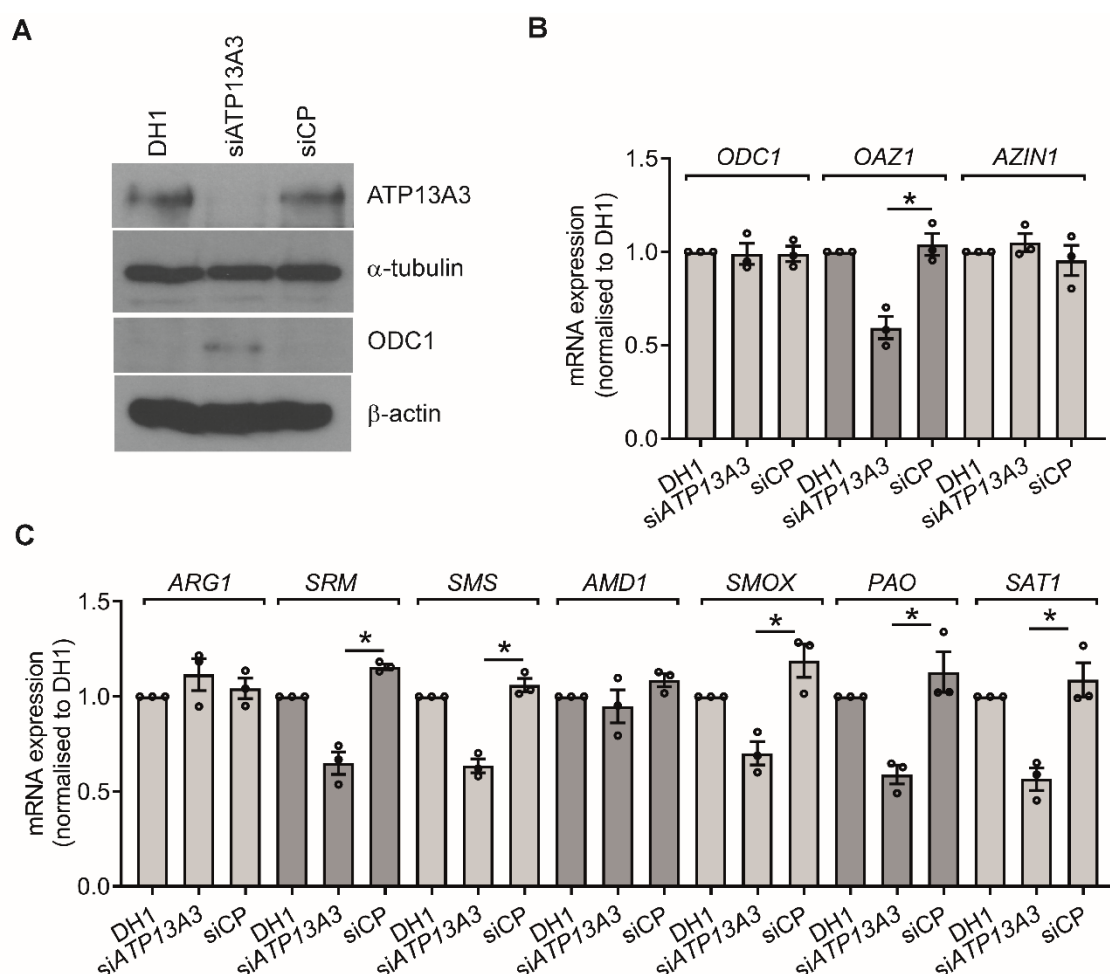 A
DH1
siATP13A3
siCP
ATP13A3
α-tubulin
ODC1
β-actin
B
ODC1 OAZ1 AZIN1
mRNA expression
(normalised to DH1)
1.5
1.0
0.5
0.0
*
DH1 siATP13A3 siCP DH1 siATP13A3 siCP DH1 siATP13A3 siCP
C
ARG1 SRM SMS AMD1 SMOX PAO SAT1
mRNA expression
(normalised to DH1)
1.5
1.0
0.5
0.0
* * * * *
DH1 siATP13A3 siCP DH1 siATP13A3 siCP DH1 siATP13A3 siCP DH1 siATP13A3 siCP DH1 siATP13A3 siCP DH1 siATP13A3 siCP DH1 siATP13A3 siCP